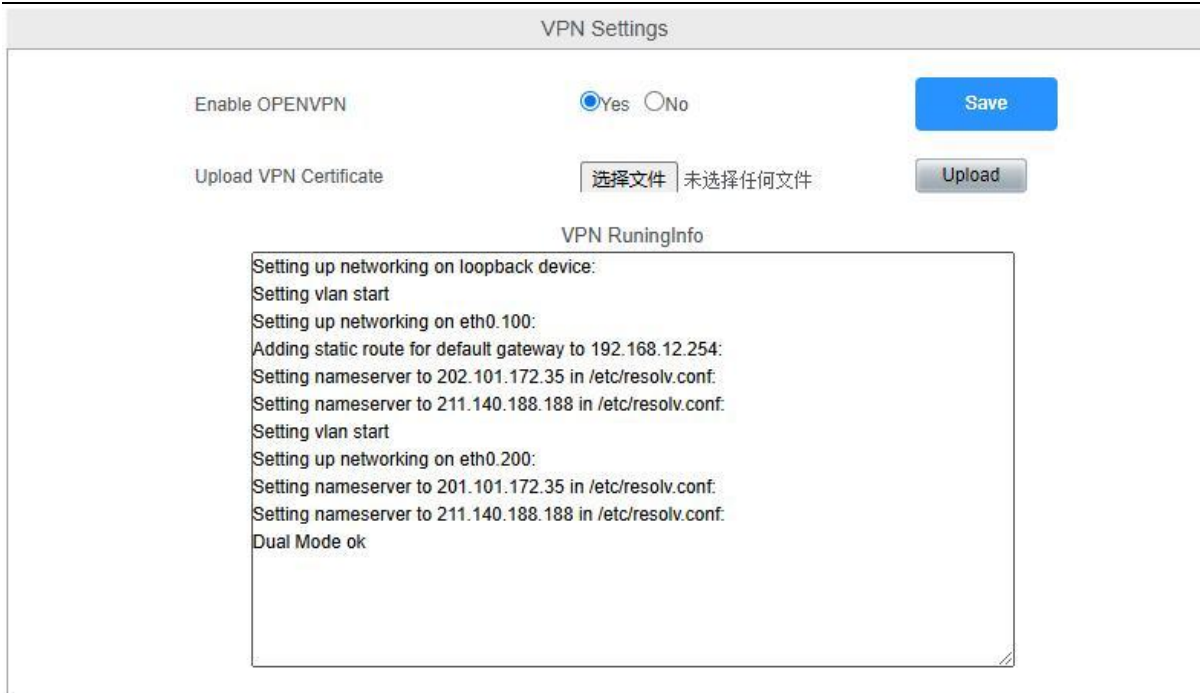 VPN Settings
Enable OPENVPN Yes No Save
Upload VPN Certificate 选择文件 未选择任何文件 Upload
VPN RuningInfo
Setting up networking on loopback device:
Setting vlan start
Setting up networking on eth0.100:
Adding static route for default gateway to 192.168.12.254:
Setting nameserver to 202.101.172.35 in /etc/resolv.conf:
Setting nameserver to 211.140.188.188 in /etc/resolv.conf:
Setting vlan start
Setting up networking on eth0.200:
Setting nameserver to 201.101.172.35 in /etc/resolv.conf:
Setting nameserver to 211.140.188.188 in /etc/resolv.conf:
Dual Mode ok